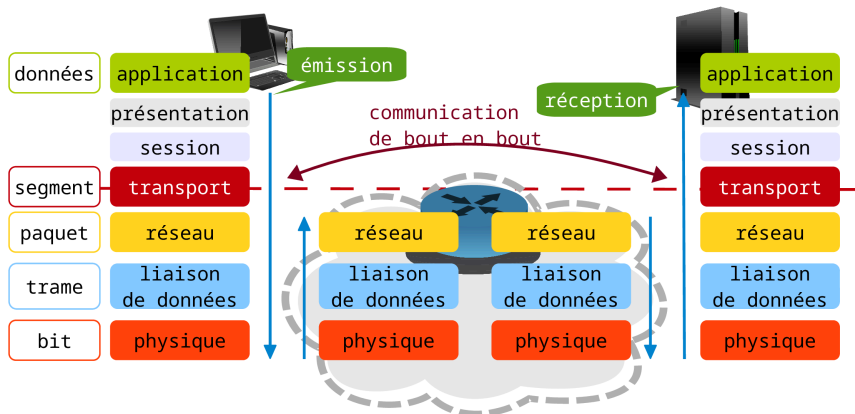 émission
données
application
application
réception
présentation
présentation
communication
de bout en bout
session
session
segment
transport
transport
paquet
réseau
réseau
réseau
réseau
trame
liaison
de données
liaison
de données
liaison
de données
liaison
de données
bit
physique
physique
physique
physique